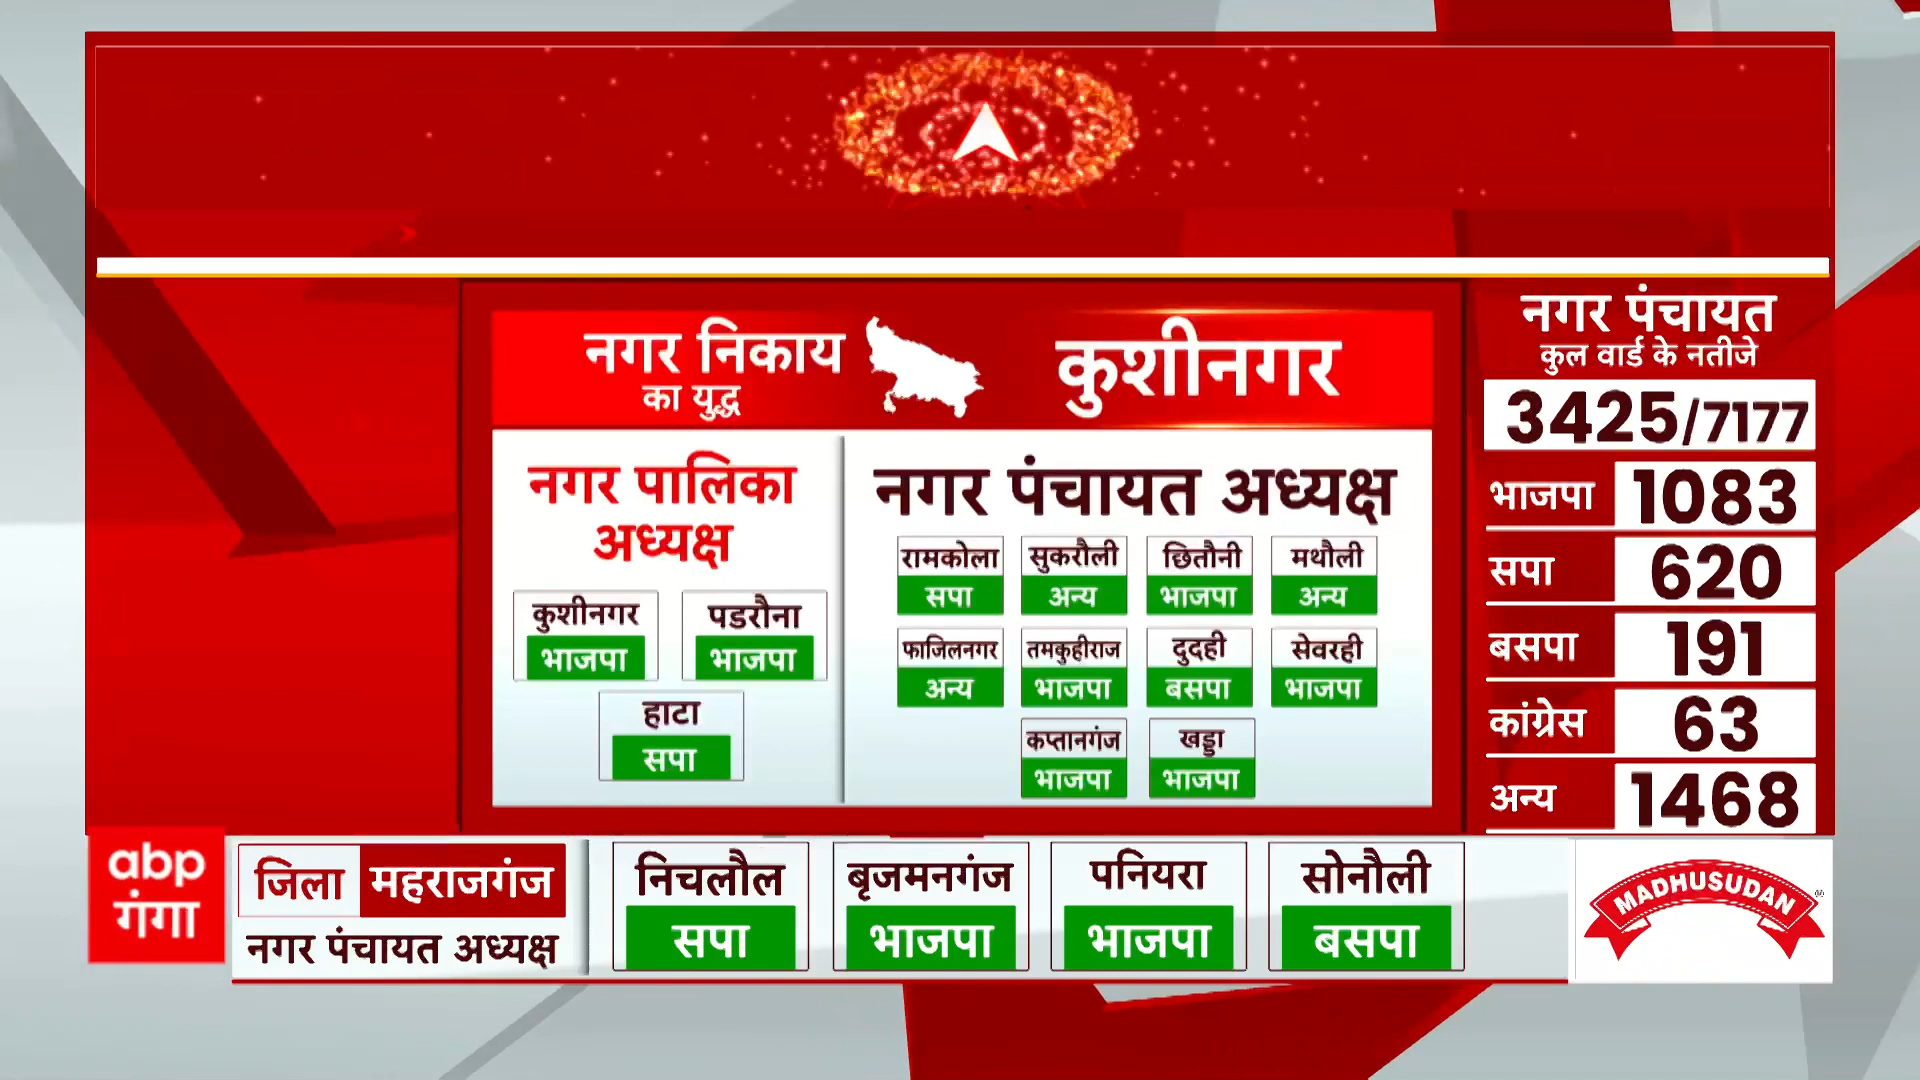 नगर निकाय
का युद्ध
कुशीनगर
नगर पालिका
अध्यक्ष
कुशीनगर
भाजपा
पडरौना
भाजपा
हाटा
सपा
नगर पंचायत अध्यक्ष
रामकोला
सपा
सुकरौली
अन्य
छितौनी
भाजपा
मथौली
अन्य
फाजिलनगर
अन्य
तमकुहीराज
भाजपा
दुदही
बसपा
सेवरही
भाजपा
कप्तानगंज
भाजपा
खड्डा
भाजपा
नगर पंचायत
कुल वार्ड के नतीजे
3425/7177
भाजपा 1083
सपा 620
बसपा 191
कांग्रेस 63
अन्य 1468
abp
गंगा
जिला महराजगंज
नगर पंचायत अध्यक्ष
निचलौल
सपा
बृजमनगंज
भाजपा
पनियरा
भाजपा
सोनौली
बसपा
MADHUSUDAN